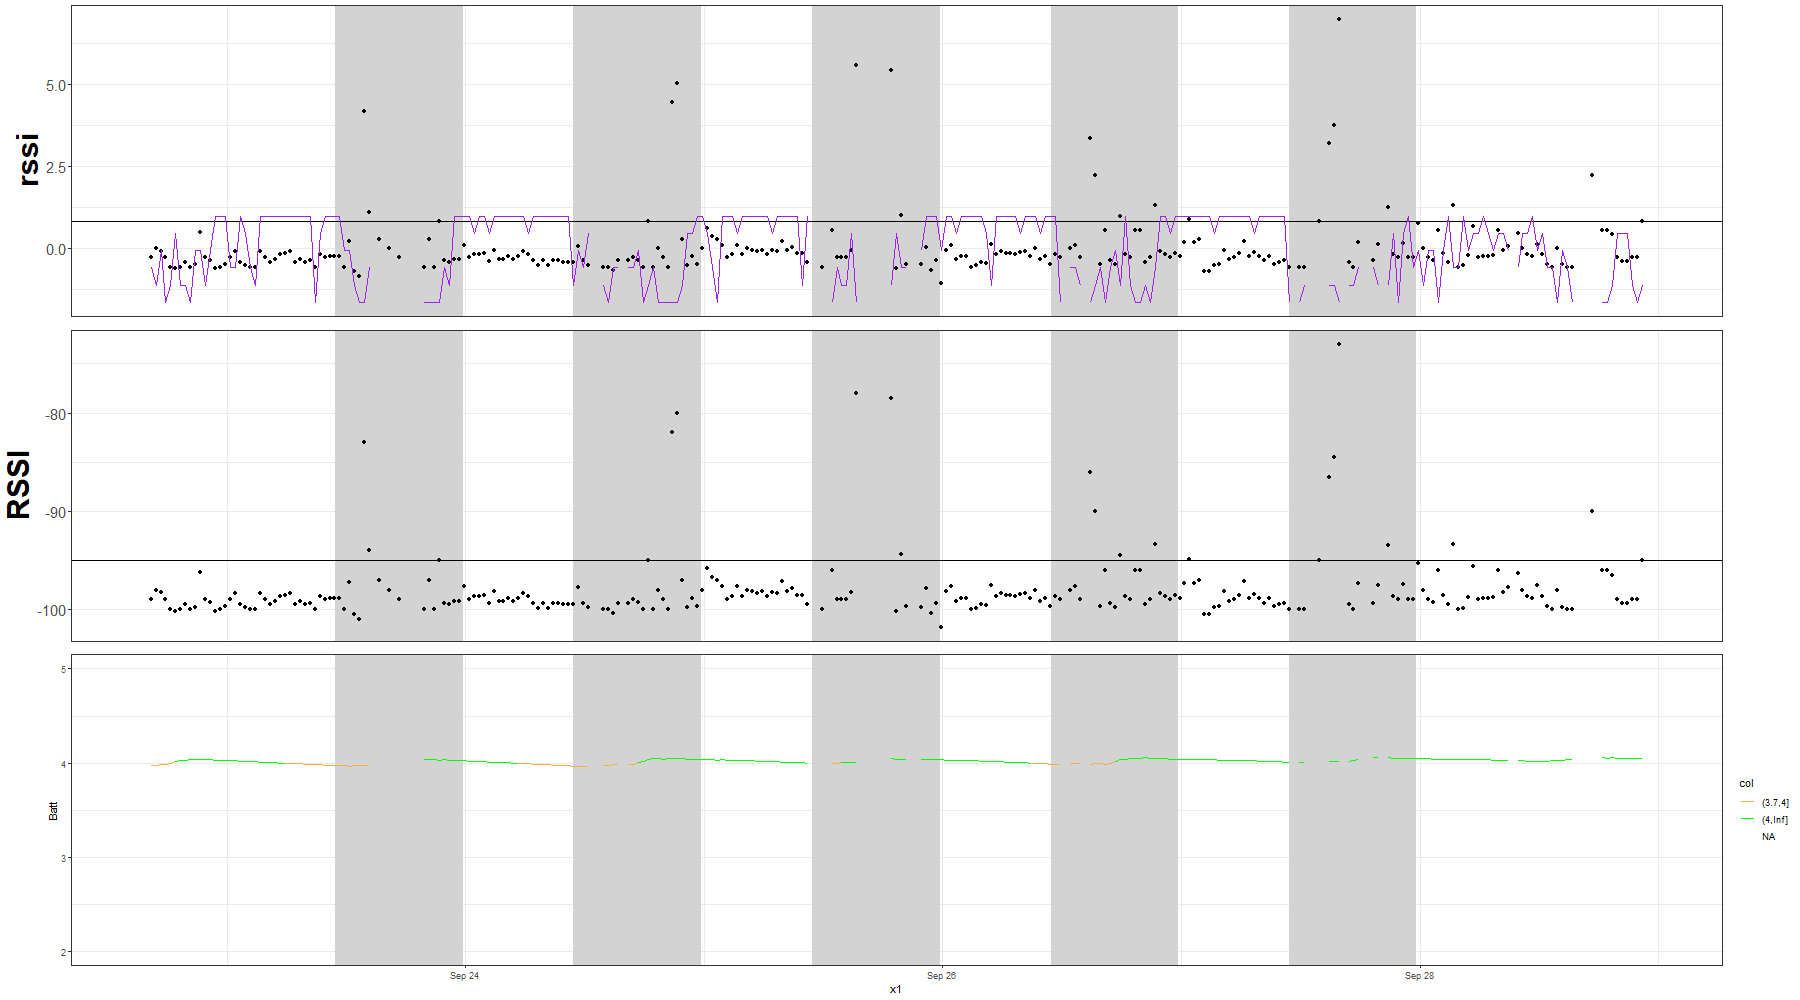 rssi
5.0
2.5
0.0
RSSI
-80
-90
-100
Batt
5
4
3
2
Sep 24
Sep 26
Sep 28
x1
col
(3.7,4]
(4,Inf]
NA